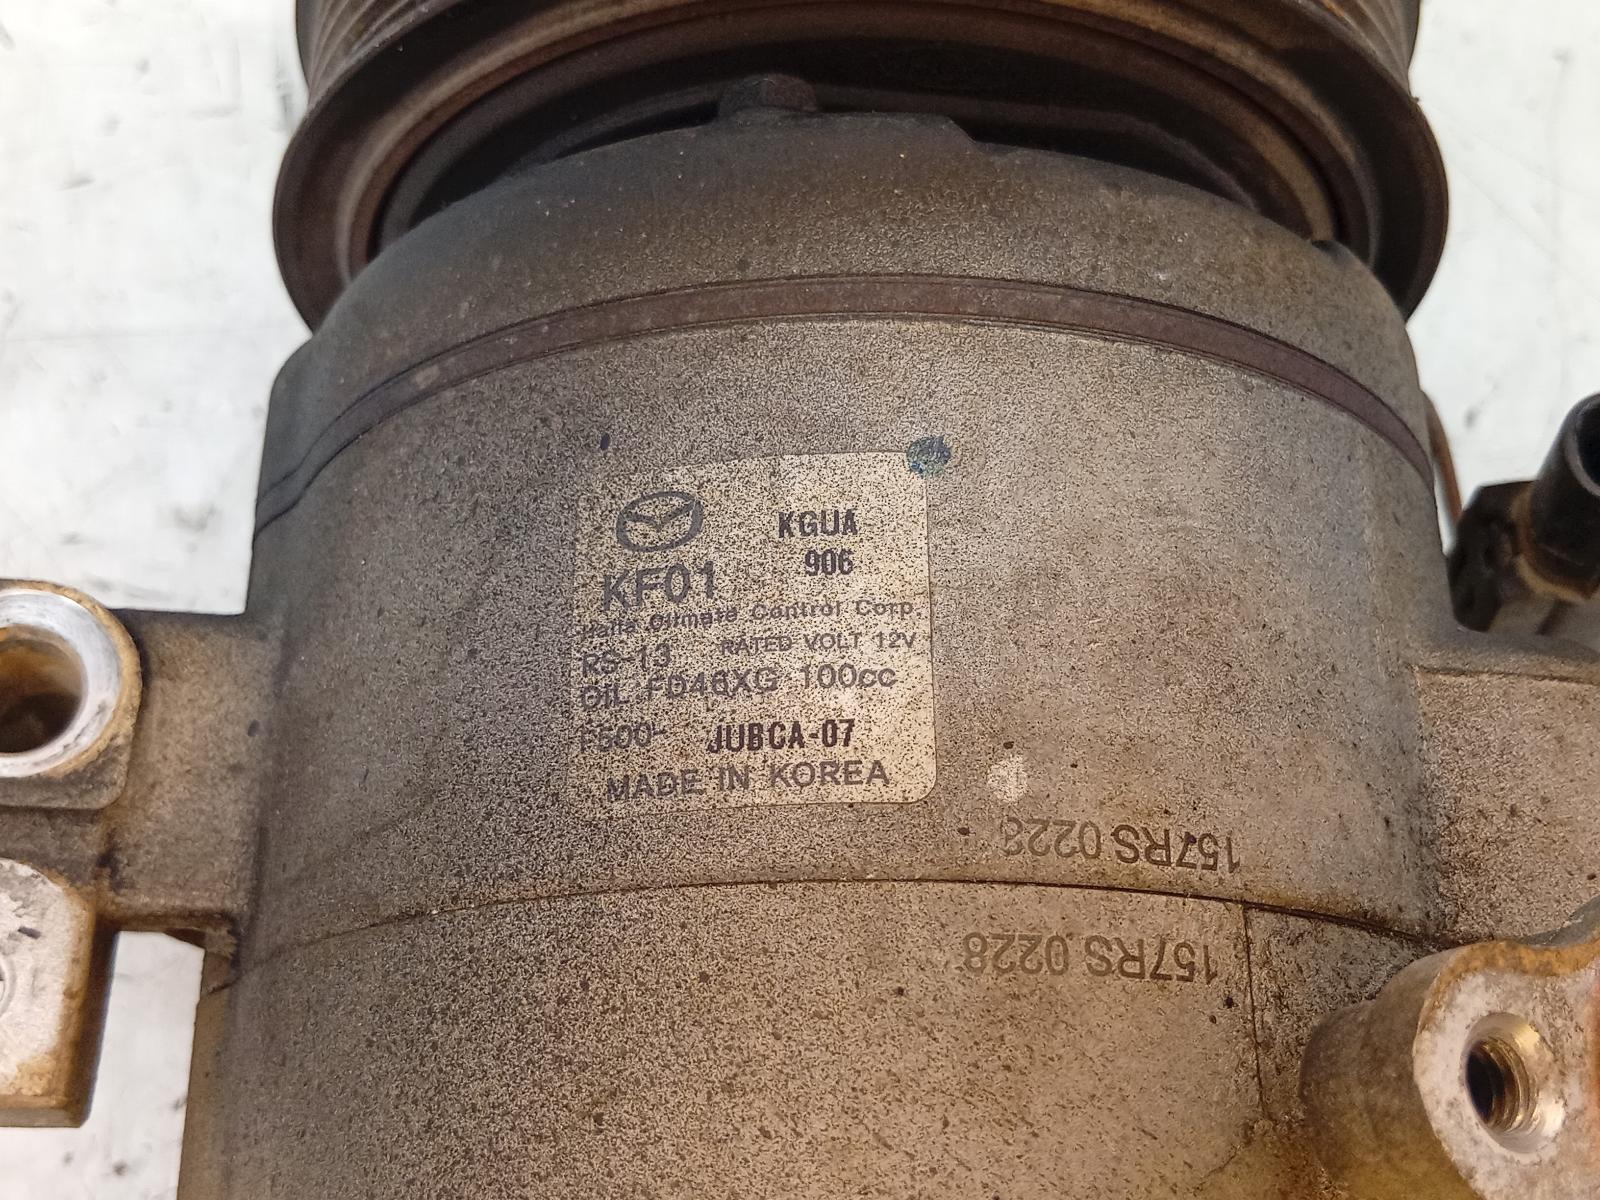 KGUA
906
KF01
Halla Climate Control Corp.
RS-13 RATED VOLT 12V
OIL FD46XG 100cc
F500- JUBCA-07
MADE IN KOREA
157RS 0228
157RS 0228